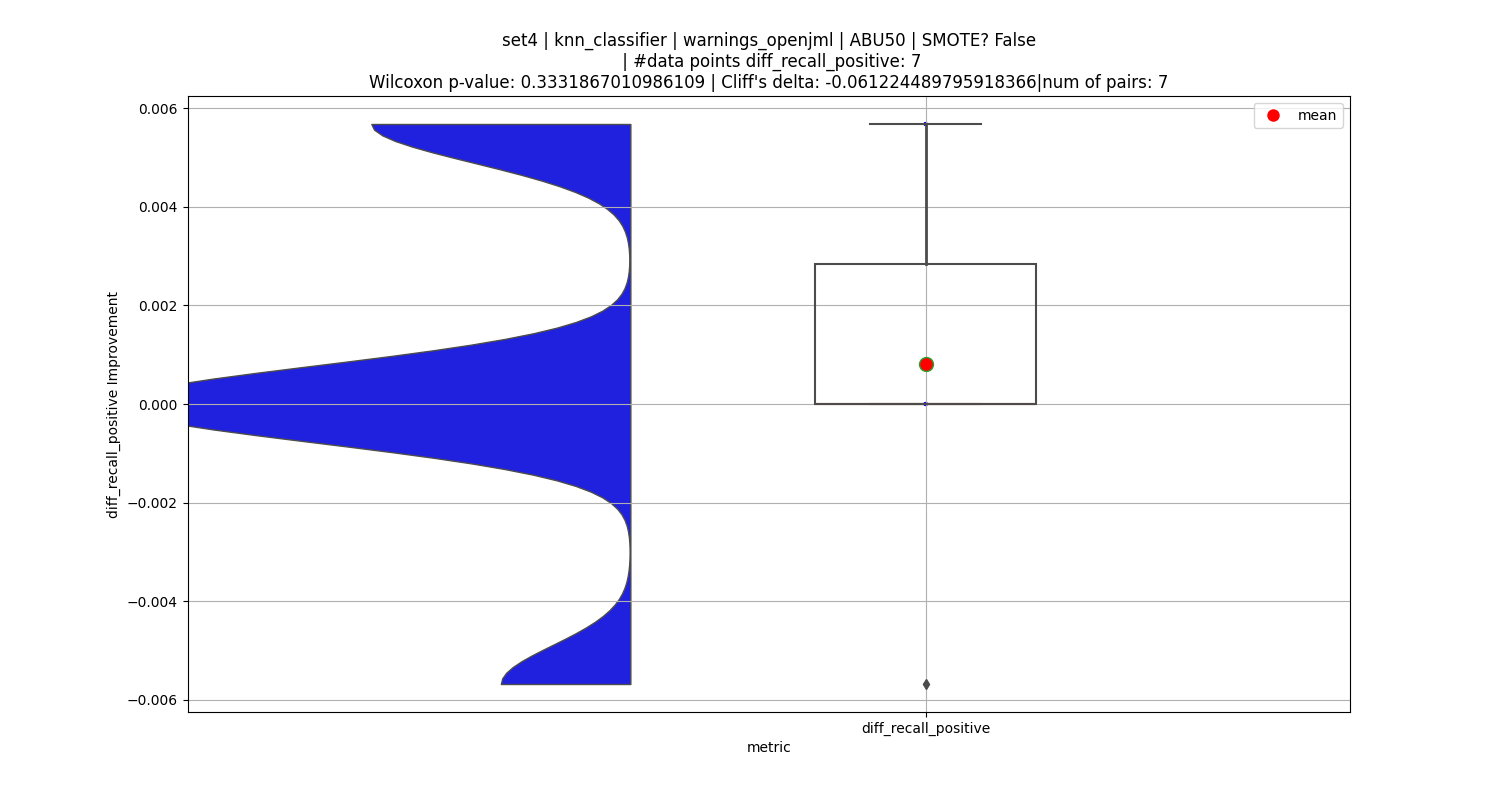 set4 | knn_classifier | warnings_openjml | ABU50 | SMOTE? False
| #data points diff_recall_positive: 7
Wilcoxon p-value: 0.3331867010986109 | Cliff's delta: -0.061224489795918366|num of pairs: 7
mean
0.006
0.004
0.002
0.000
−0.002
−0.004
−0.006
diff_recall_positive Improvement
diff_recall_positive
metric